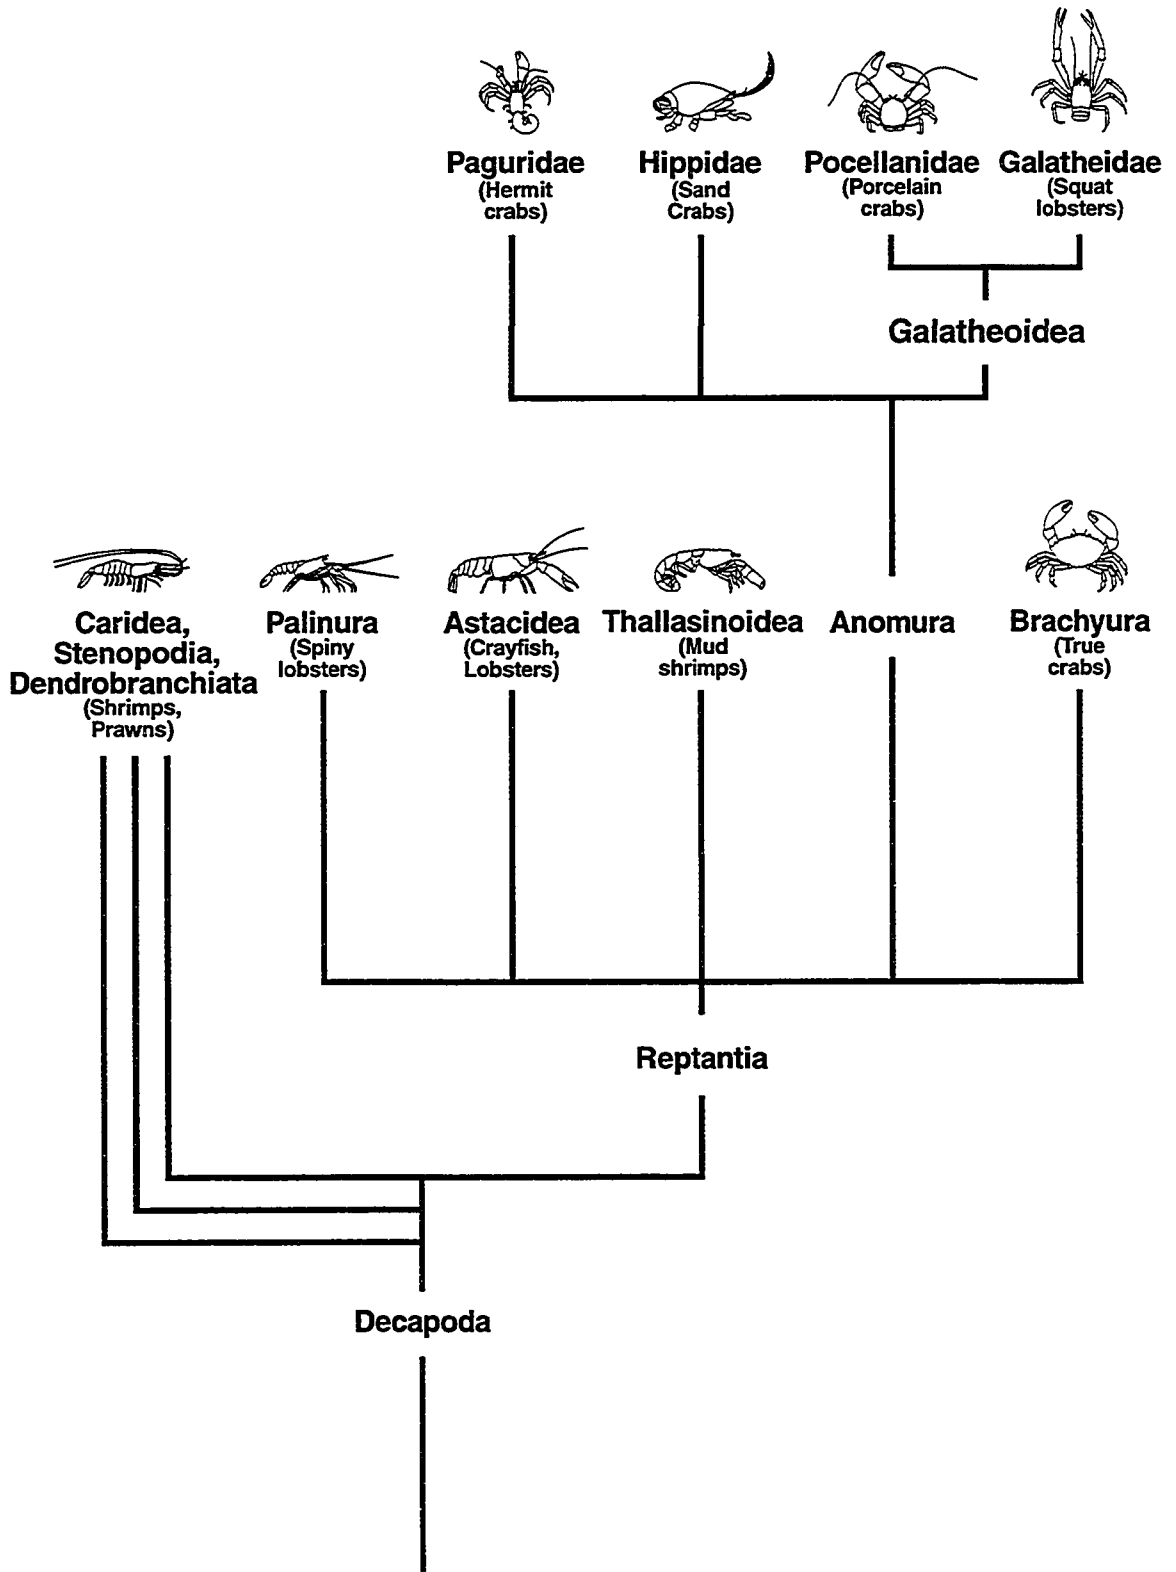 Paguridae
(Hermit
crabs)
Hippidae
(Sand
Crabs)
Pocellanidae
(Porcelain
crabs)
Galatheidae
(Squat
lobsters)
Galatheoidea
Caridea,
Stenopodia,
Dendrobranchiata
(Shrimps,
Prawns)
Palinura
(Spiny
lobsters)
Astacidea
(Crayfish,
Lobsters)
Thallasinoidea
(Mud
shrimps)
Anomura
Brachyura
(True
crabs)
Reptantia
Decapoda